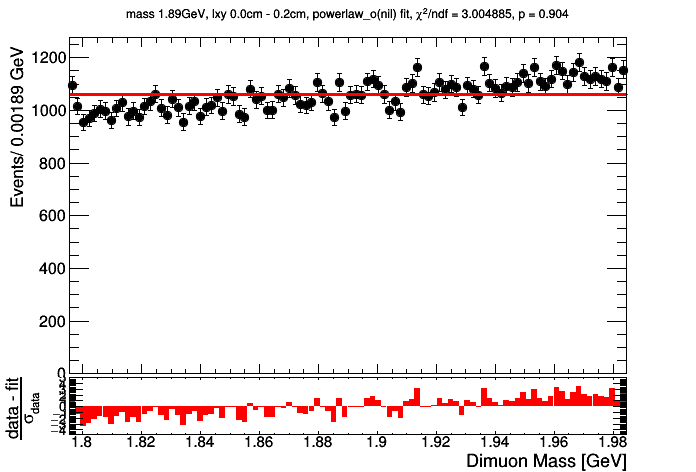 mass 1.89GeV, lxy 0.0cm - 0.2cm, powerlaw_o(nil) fit, χ²/ndf = 3.004885, p = 0.904
Events/ 0.00189 GeV
1200
1000
800
600
400
200
0
data - fit
σdata
0
1.8 1.82 1.84 1.86 1.88 1.9 1.92 1.94 1.96 1.98
Dimuon Mass [GeV]